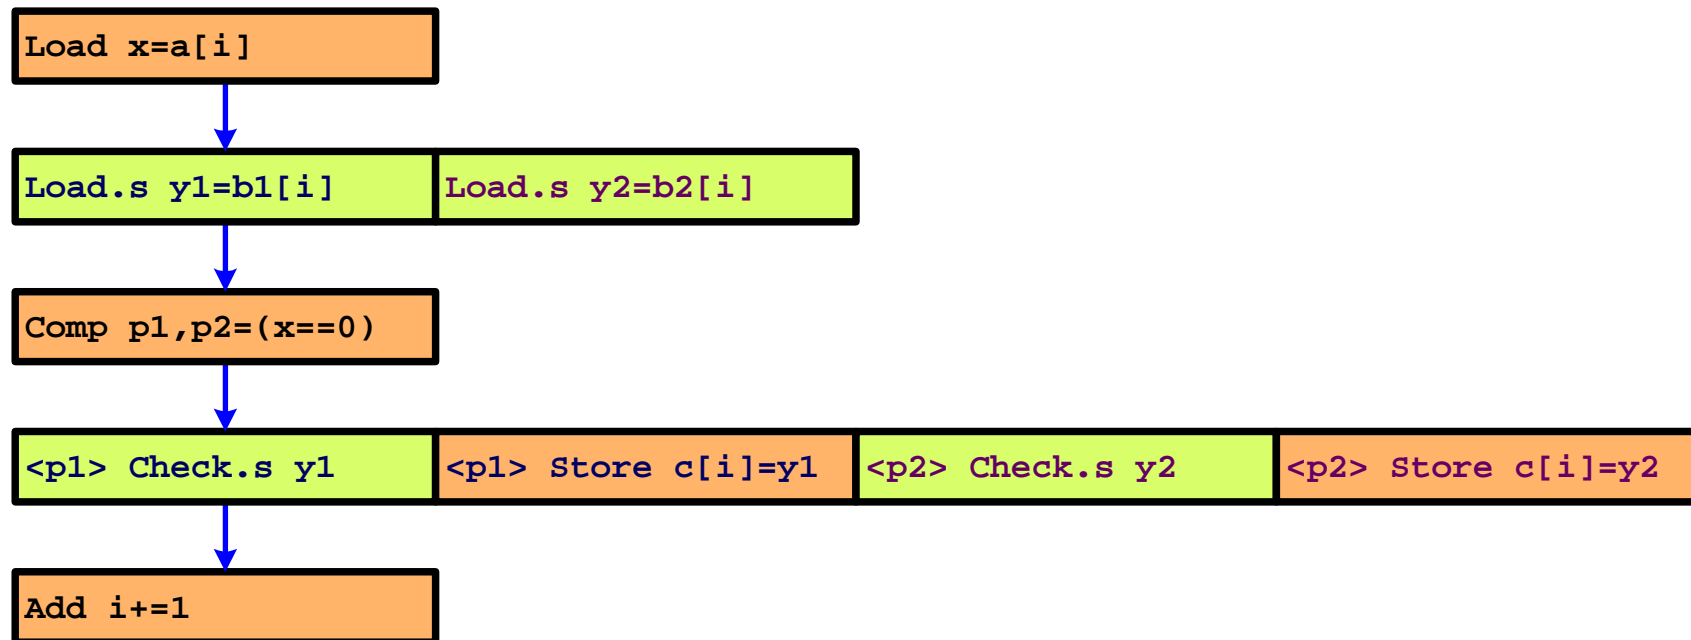 Load x=a[i]
Load.s y1=b1[i] Load.s y2=b2[i]
Comp p1,p2=(x==0)
<p1> Check.s y1 <p1> Store c[i]=y1 <p2> Check.s y2 <p2> Store c[i]=y2
Add i+=1